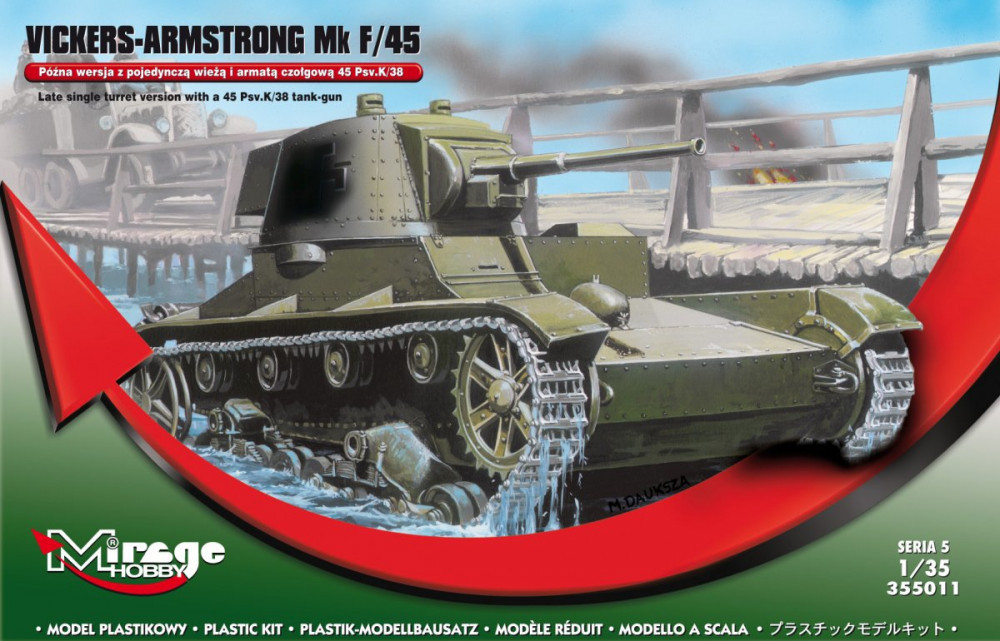 VICKERS-ARMSTRONG Mk F/45
Późna wersja z pojedynczą wieżą i armatą czołgową 45 Psv.K/38
Late single turret version with a 45 Psv.K/38 tank-gun
M. DAUKSZA
Mirage®
HOBBY
SERIA 5
1/35
355011
• MODEL PLASTIKOWY • PLASTIC KIT • PLASTIK-MODELLBAUSATZ • MODÈLE RÉDUIT • MODELLO A SCALA • プラスチックモデルキット •